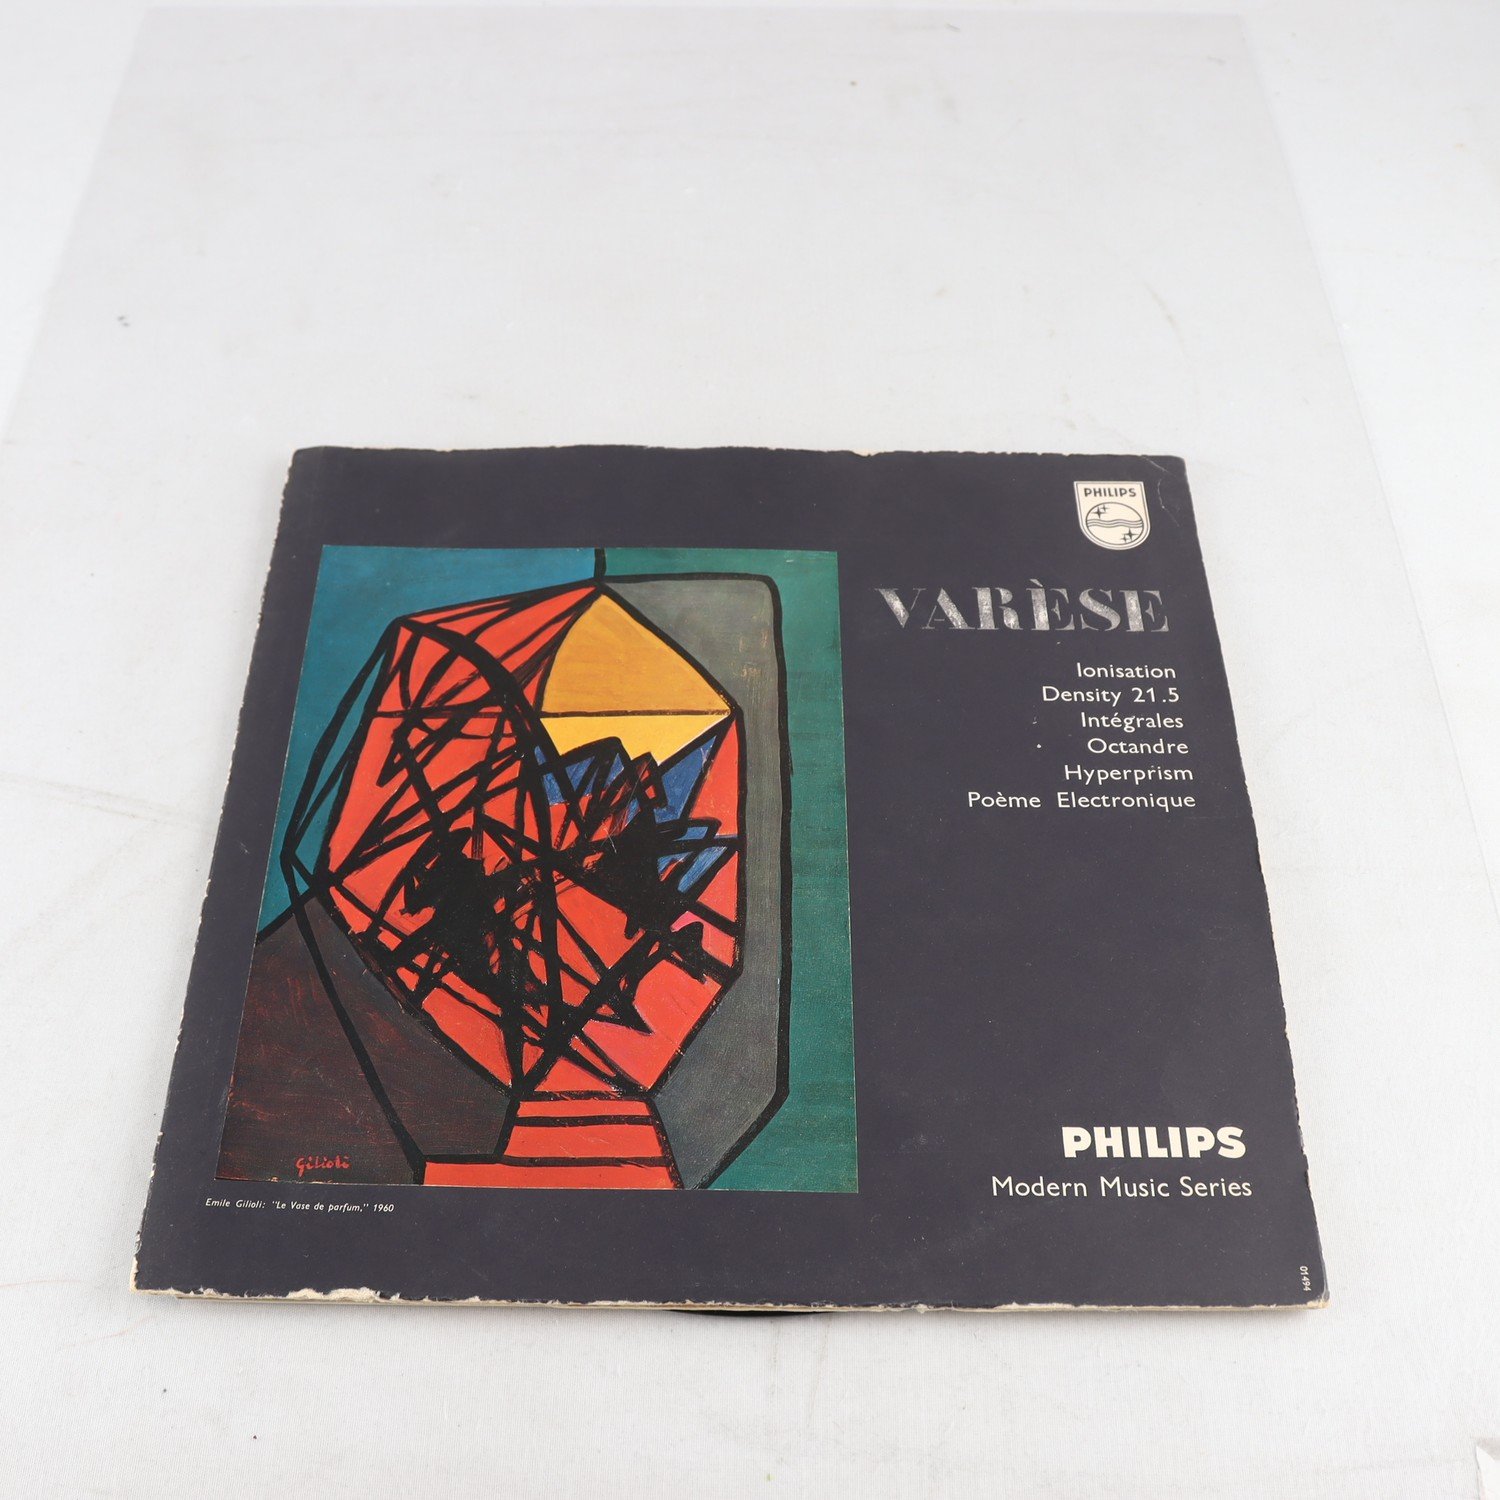 PHILIPS
VARÈSE
Ionisation
Density 21.5
Intégrales
Octandre
Hyperprism
Poème Electronique
Gilioli
Emile Gilioli: "Le Vase de parfum," 1960
PHILIPS
Modern Music Series
01494